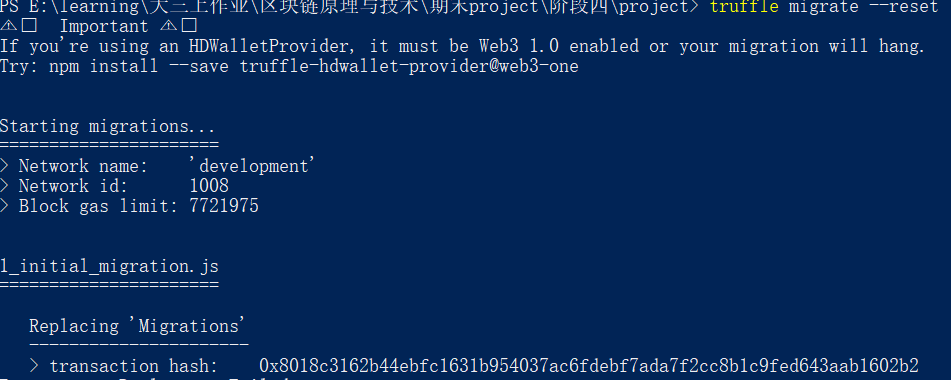 PS E:\learning\大三上作业\区块链原理与技术\期末project\阶段四\project> truffle migrate --reset
⚠️  Important ⚠️
If you're using an HDWalletProvider, it must be Web3 1.0 enabled or your migration will hang.
Try: npm install --save truffle-hdwallet-provider@web3-one
Starting migrations...
======================
> Network name:    'development'
> Network id:      1008
> Block gas limit: 7721975
1_initial_migration.js
======================
Replacing 'Migrations'
----------------------
> transaction hash:    0x8018c3162b44ebfc1631b954037ac6fdebf7ada7f2cc8b1c9fed643aab1602b2